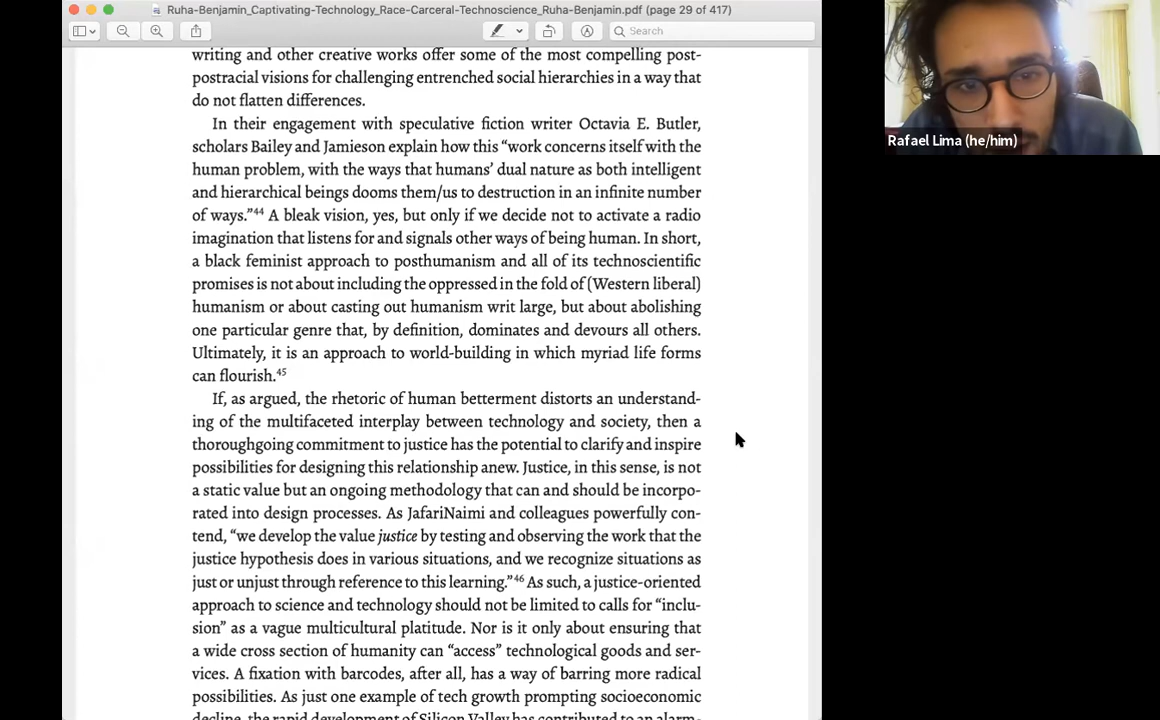 Ruha-Benjamin_Captivating-Technology_Race-Carceral-Technoscience_Ruha-Benjamin.pdf (page 29 of 417)
Search
Rafael Lima (he/him)
writing and other creative works offer some of the most compelling post-
postracial visions for challenging entrenched social hierarchies in a way that
do not flatten differences.
In their engagement with speculative fiction writer Octavia E. Butler,
scholars Bailey and Jamieson explain how this “work concerns itself with the
human problem, with the ways that humans’ dual nature as both intelligent
and hierarchical beings dooms them/us to destruction in an infinite number
of ways.”44 A bleak vision, yes, but only if we decide not to activate a radio
imagination that listens for and signals other ways of being human. In short,
a black feminist approach to posthumanism and all of its technoscientific
promises is not about including the oppressed in the fold of (Western liberal)
humanism or about casting out humanism writ large, but about abolishing
one particular genre that, by definition, dominates and devours all others.
Ultimately, it is an approach to world-building in which myriad life forms
can flourish.45
If, as argued, the rhetoric of human betterment distorts an understand-
ing of the multifaceted interplay between technology and society, then a
thoroughgoing commitment to justice has the potential to clarify and inspire
possibilities for designing this relationship anew. Justice, in this sense, is not
a static value but an ongoing methodology that can and should be incorpo-
rated into design processes. As JafariNaimi and colleagues powerfully con-
tend, “we develop the value justice by testing and observing the work that the
justice hypothesis does in various situations, and we recognize situations as
just or unjust through reference to this learning.”46 As such, a justice-oriented
approach to science and technology should not be limited to calls for “inclu-
sion” as a vague multicultural platitude. Nor is it only about ensuring that
a wide cross section of humanity can “access” technological goods and ser-
vices. A fixation with barcodes, after all, has a way of barring more radical
possibilities. As just one example of tech growth prompting socioeconomic
decline, the rapid development of Silicon Valley has contributed to an alarm-